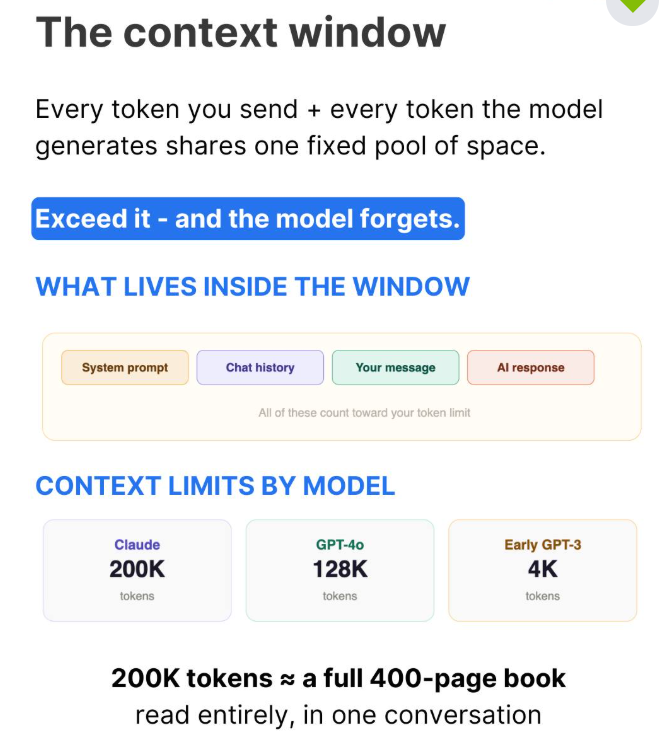 The context window
Every token you send + every token the model
generates shares one fixed pool of space.
Exceed it - and the model forgets.
WHAT LIVES INSIDE THE WINDOW
System prompt Chat history Your message AI response
All of these count toward your token limit
CONTEXT LIMITS BY MODEL
Claude GPT-4o Early GPT-3
200K 128K 4K
tokens tokens tokens
200K tokens ≈ a full 400-page book
read entirely, in one conversation